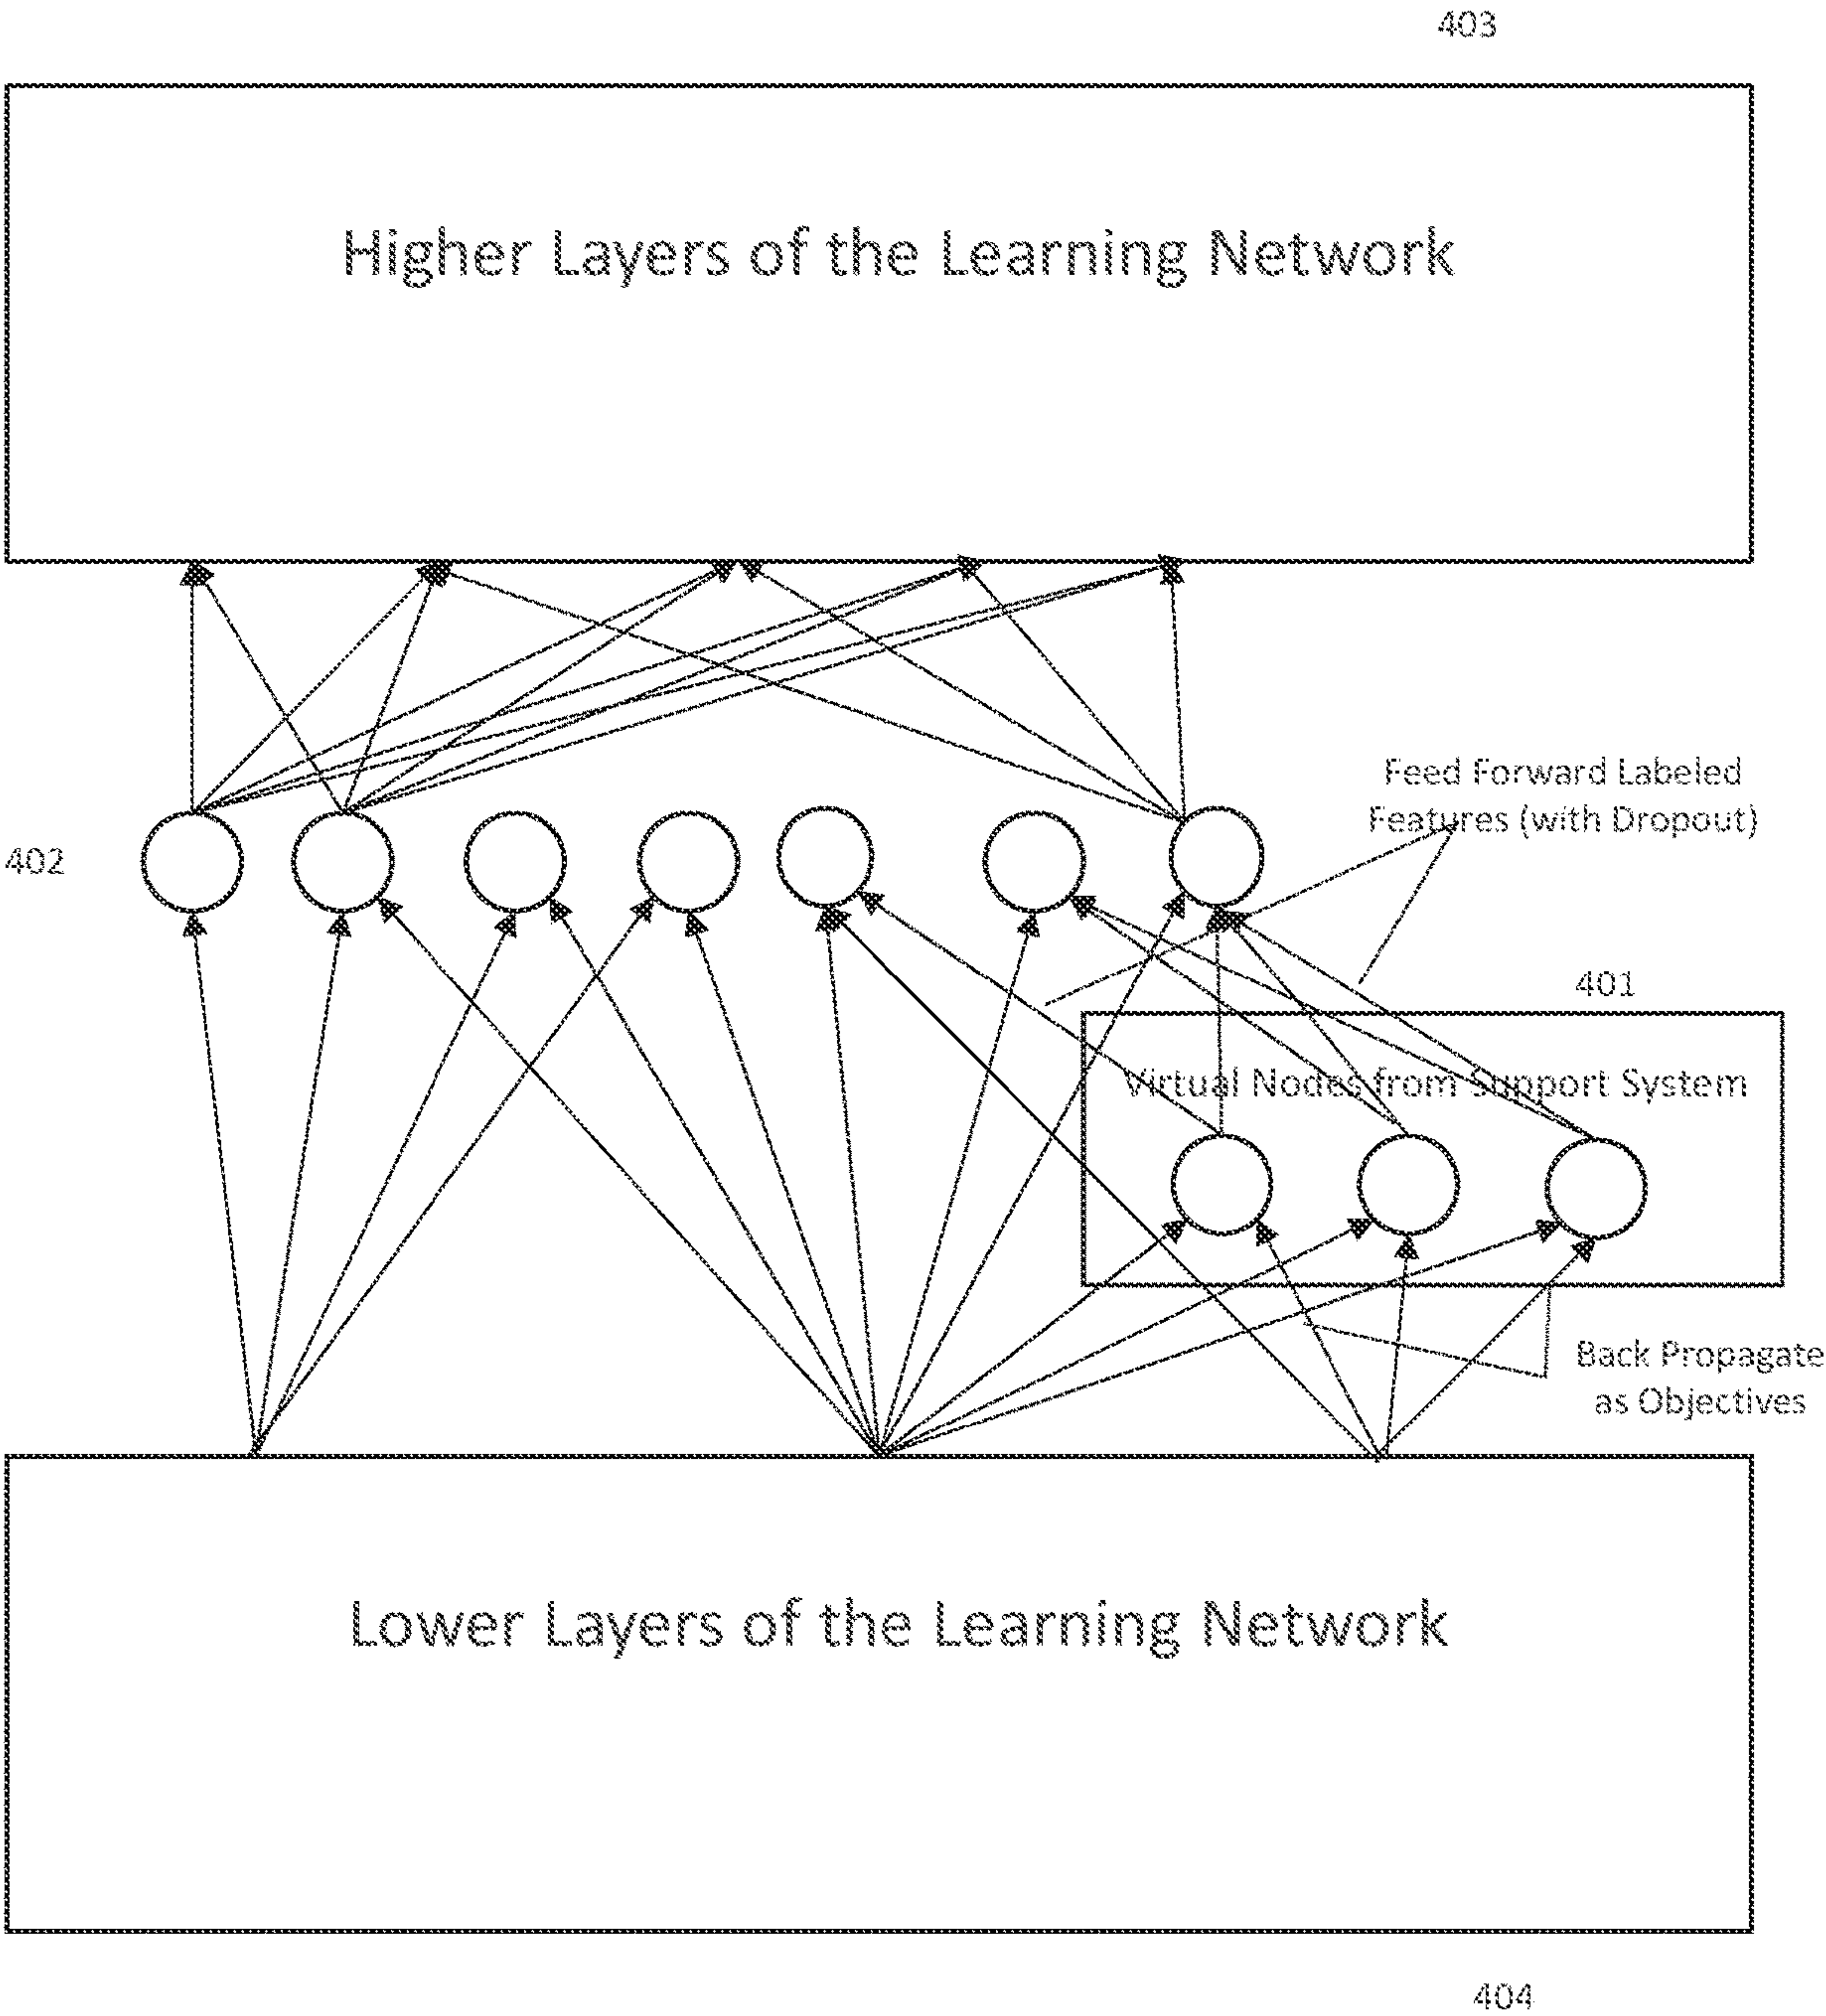 403
Higher Layers of the Learning Network
Feed Forward Labeled
Features (with Dropout)
402
401
Virtual Nodes from Support System
Back Propagate
as Objectives
Lower Layers of the Learning Network
404